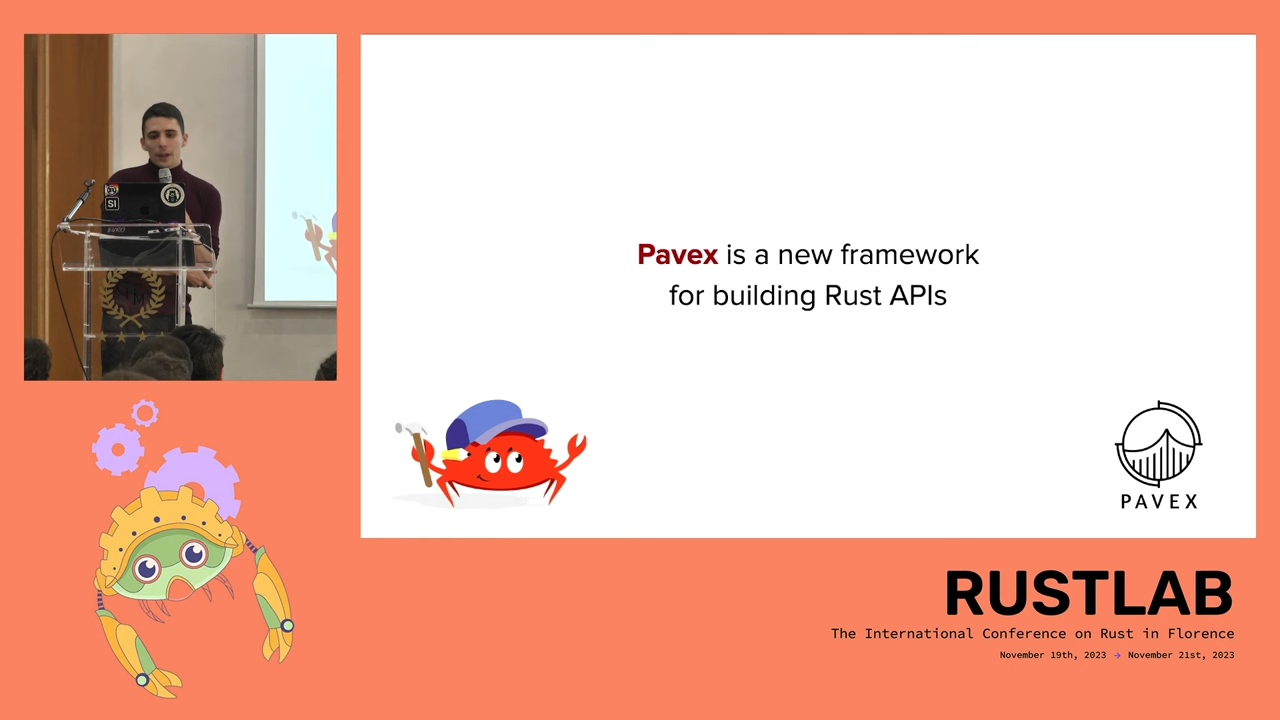 SI
Pavex is a new framework
for building Rust APIs
PAVEX
RUSTLAB
The International Conference on Rust in Florence
November 19th, 2023 → November 21st, 2023